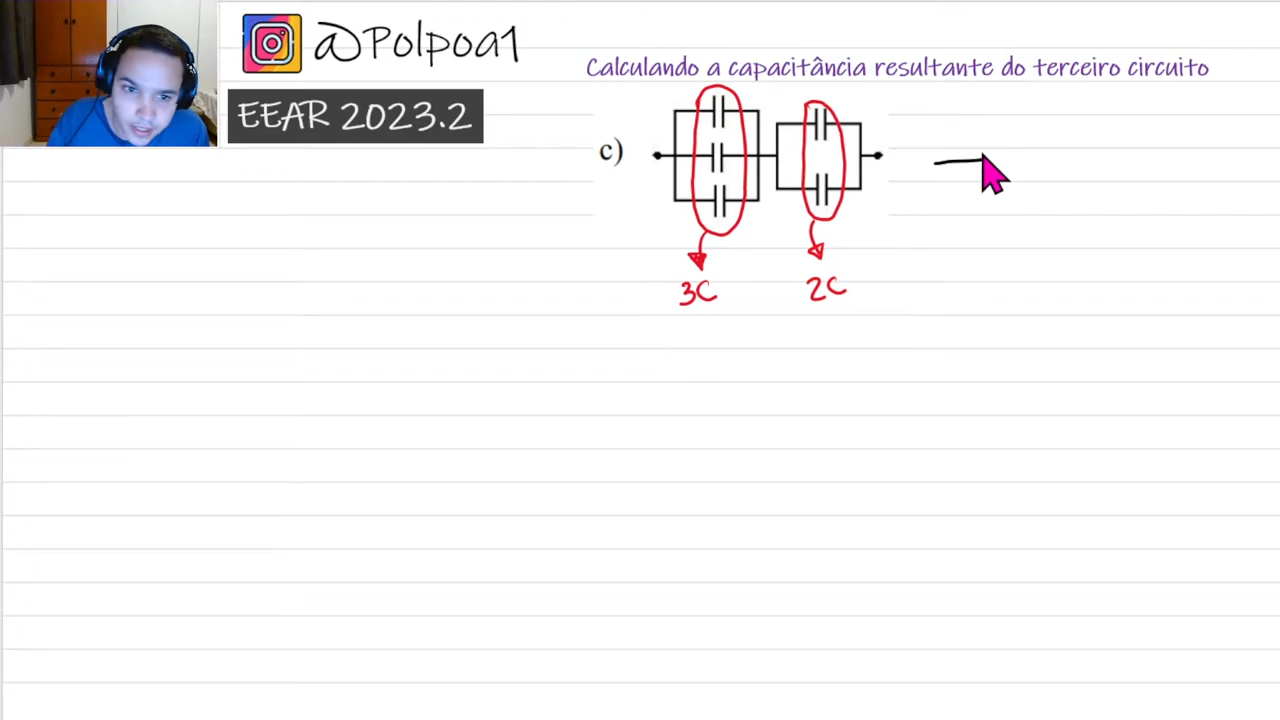 @Polpoa1
EEAR 2023.2
Calculando a capacitância resultante do terceiro circuito
c)
3C
2C